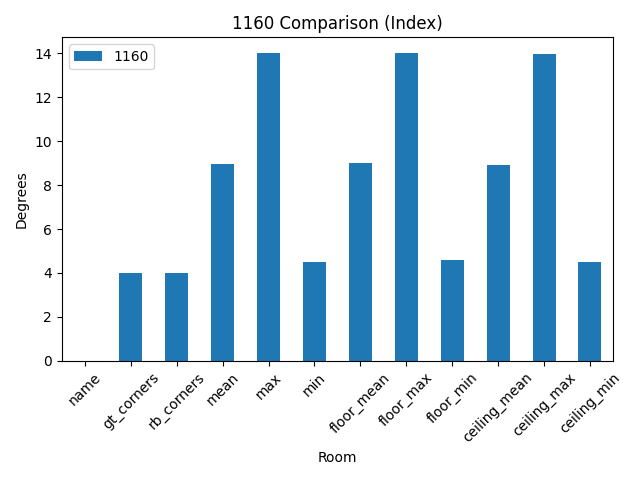 1160 Comparison (Index)
1160
Degrees
14
12
10
8
6
4
2
0
name
gt_corners
rb_corners
mean
max
min
floor_mean
floor_max
floor_min
ceiling_mean
ceiling_max
ceiling_min
Room